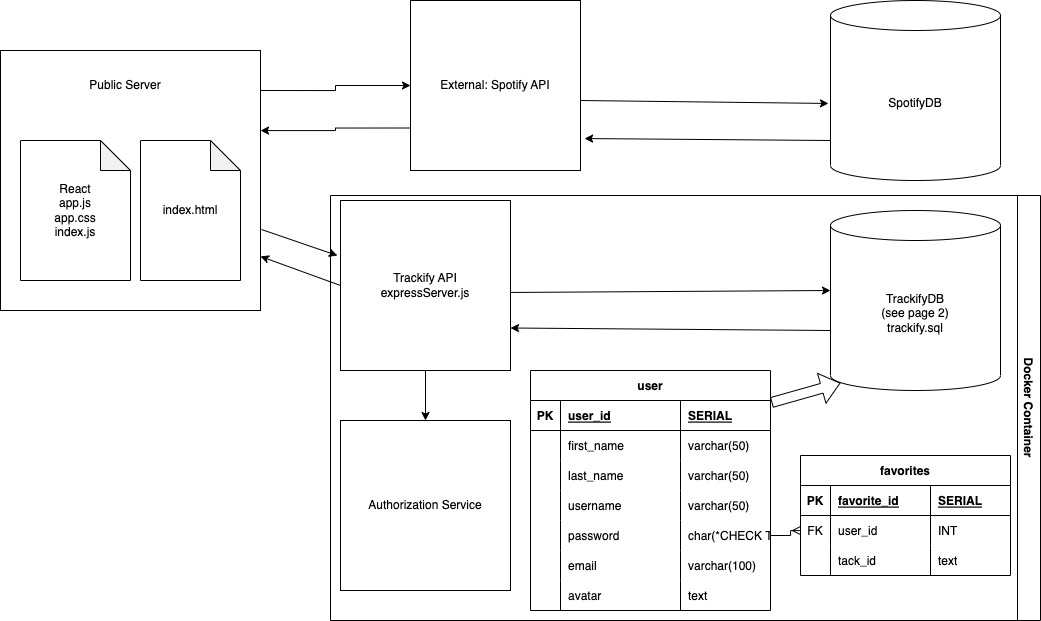 Public Server
React
app.js
app.css
index.js
index.html
External: Spotify API
SpotifyDB
Trackify API
expressServer.js
TrackifyDB
(see page 2)
trackify.sql
Docker Container
Authorization Service
user
PK user_id SERIAL
first_name varchar(50)
last_name varchar(50)
username varchar(50)
password char(*CHECK T
email varchar(100)
avatar text
favorites
PK favorite_id SERIAL
FK user_id INT
tack_id text